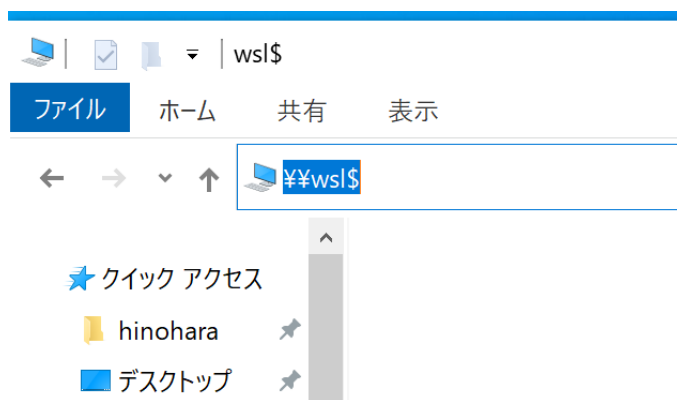 wsl$
ファイル ホーム 共有 表示
¥¥wsl$
クイック アクセス
hinohara
デスクトップ